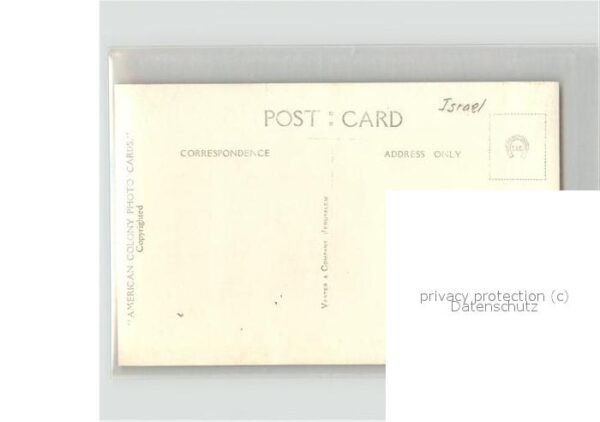 Israel
POST : CARD
CORRESPONDENCE
ADDRESS ONLY
"AMERICAN COLONY PHOTO CARDS."
Copyrighted
VESTER & COMPANY JERUSALEM
privacy protection (c)
Datenschutz